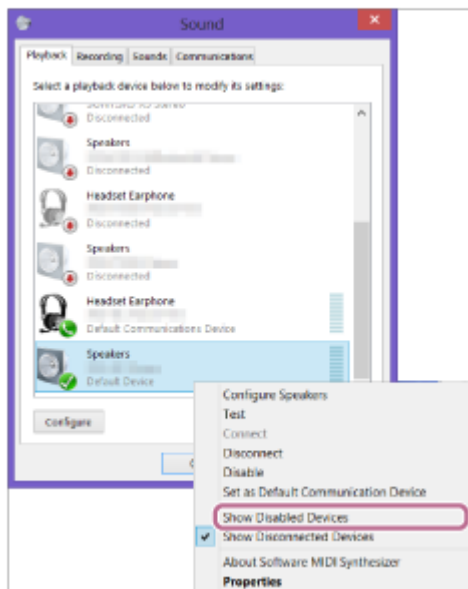 Sound
Playback Recording Sounds Communications
Select a playback device below to modify its settings:
Disconnected
Speakers
Disconnected
Headset Earphone
Disconnected
Speakers
Disconnected
Headset Earphone
Default Communications Device
Speakers
Default Device
Configure
Configure Speakers
Test
Connect
Disconnect
Disable
Set as Default Communication Device
Show Disabled Devices
Show Disconnected Devices
About Software MIDI Synthesizer
Properties